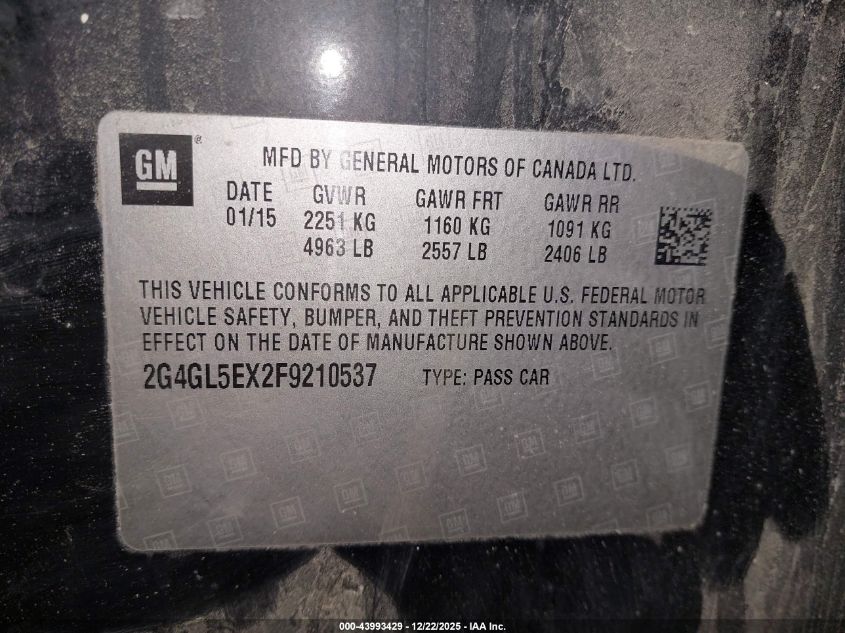 GM ®
MFD BY GENERAL MOTORS OF CANADA LTD.
DATE GVWR GAWR FRT GAWR RR
01/15 2251 KG 1160 KG 1091 KG
4963 LB 2557 LB 2406 LB
THIS VEHICLE CONFORMS TO ALL APPLICABLE U.S. FEDERAL MOTOR
VEHICLE SAFETY, BUMPER, AND THEFT PREVENTION STANDARDS IN
EFFECT ON THE DATE OF MANUFACTURE SHOWN ABOVE.
2G4GL5EX2F9210537 TYPE: PASS CAR
000-43993429 - 12/22/2025 - IAA Inc.